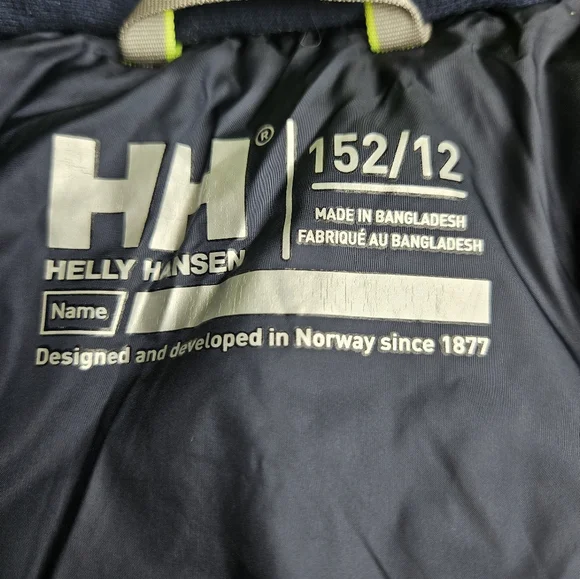 HH®
HELLY HANSEN
152/12
MADE IN BANGLADESH
FABRIQUÉ AU BANGLADESH
Name
Designed and developed in Norway since 1877